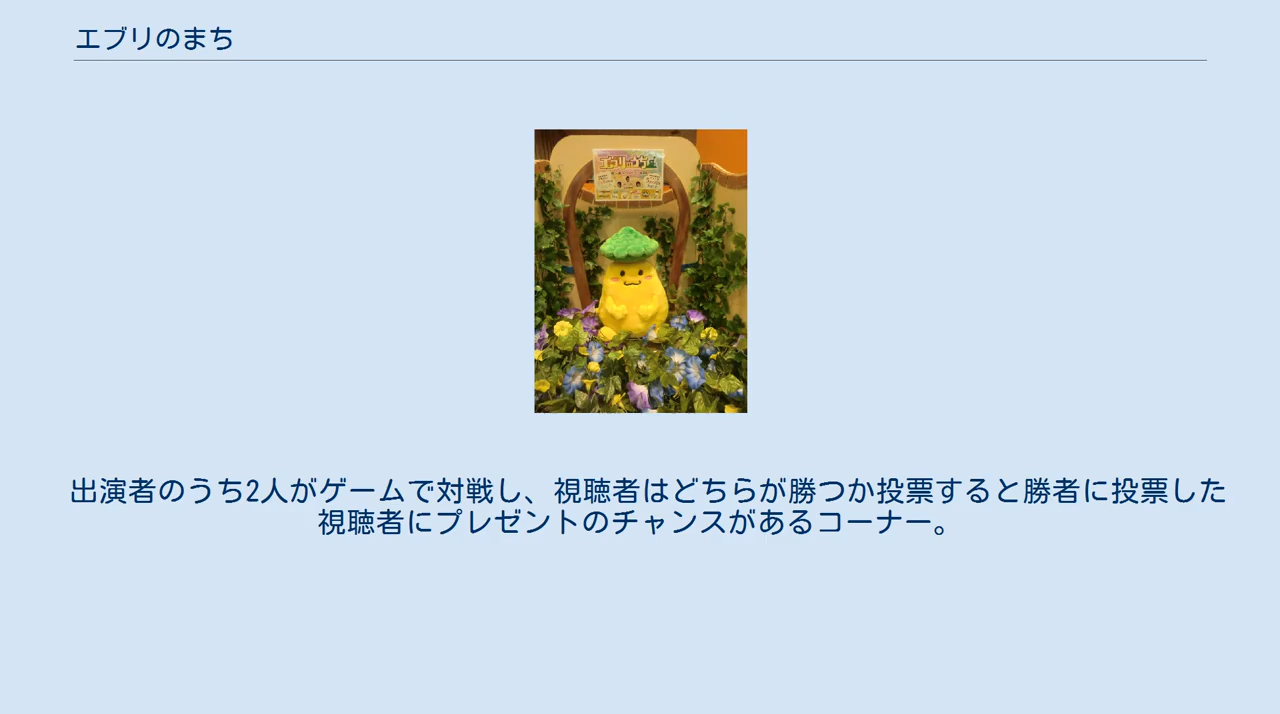 エブリのまち
出演者のうち2人がゲームで対戦し、視聴者はどちらが勝つか投票すると勝者に投票した
視聴者にプレゼントのチャンスがあるコーナー。